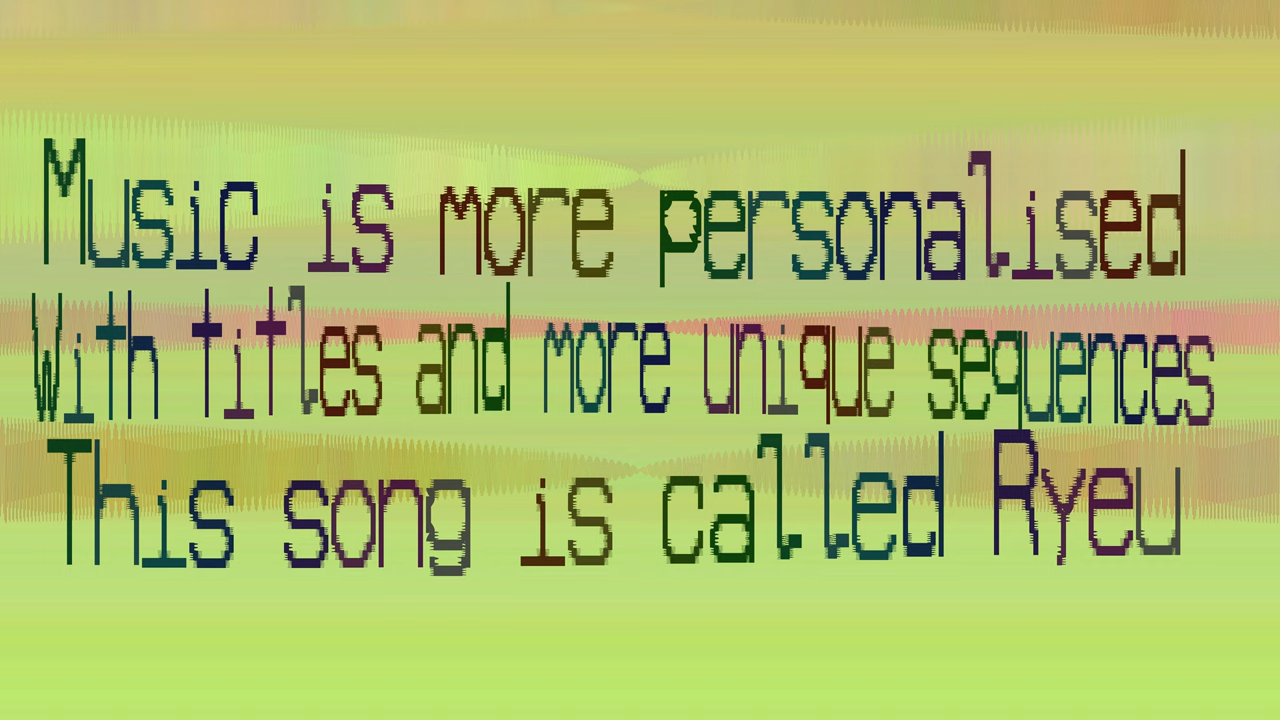 Music is more personalised
With titles and more unique sequences
This song is called Ryeu